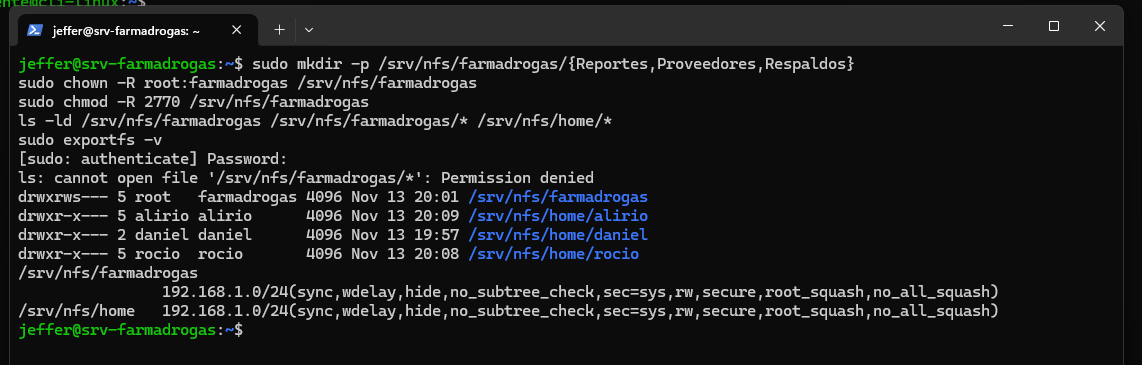 ente@cli-linux:~$
jeffer@srv-farmadrogas: ~
jeffer@srv-farmadrogas:~$ sudo mkdir -p /srv/nfs/farmadrogas/{Reportes,Proveedores,Respaldos}
sudo chown -R root:farmadrogas /srv/nfs/farmadrogas
sudo chmod -R 2770 /srv/nfs/farmadrogas
ls -ld /srv/nfs/farmadrogas /srv/nfs/farmadrogas/* /srv/nfs/home/*
sudo exportfs -v
[sudo: authenticate] Password:
ls: cannot open file '/srv/nfs/farmadrogas/*': Permission denied
drwxrws--- 5 root   farmadrogas 4096 Nov 13 20:01 /srv/nfs/farmadrogas
drwxr-x--- 5 alirio alirio      4096 Nov 13 20:09 /srv/nfs/home/alirio
drwxr-x--- 2 daniel daniel      4096 Nov 13 19:57 /srv/nfs/home/daniel
drwxr-x--- 5 rocio  rocio       4096 Nov 13 20:08 /srv/nfs/home/rocio
/srv/nfs/farmadrogas
                192.168.1.0/24(sync,wdelay,hide,no_subtree_check,sec=sys,rw,secure,root_squash,no_all_squash)
/srv/nfs/home   192.168.1.0/24(sync,wdelay,hide,no_subtree_check,sec=sys,rw,secure,root_squash,no_all_squash)
jeffer@srv-farmadrogas:~$